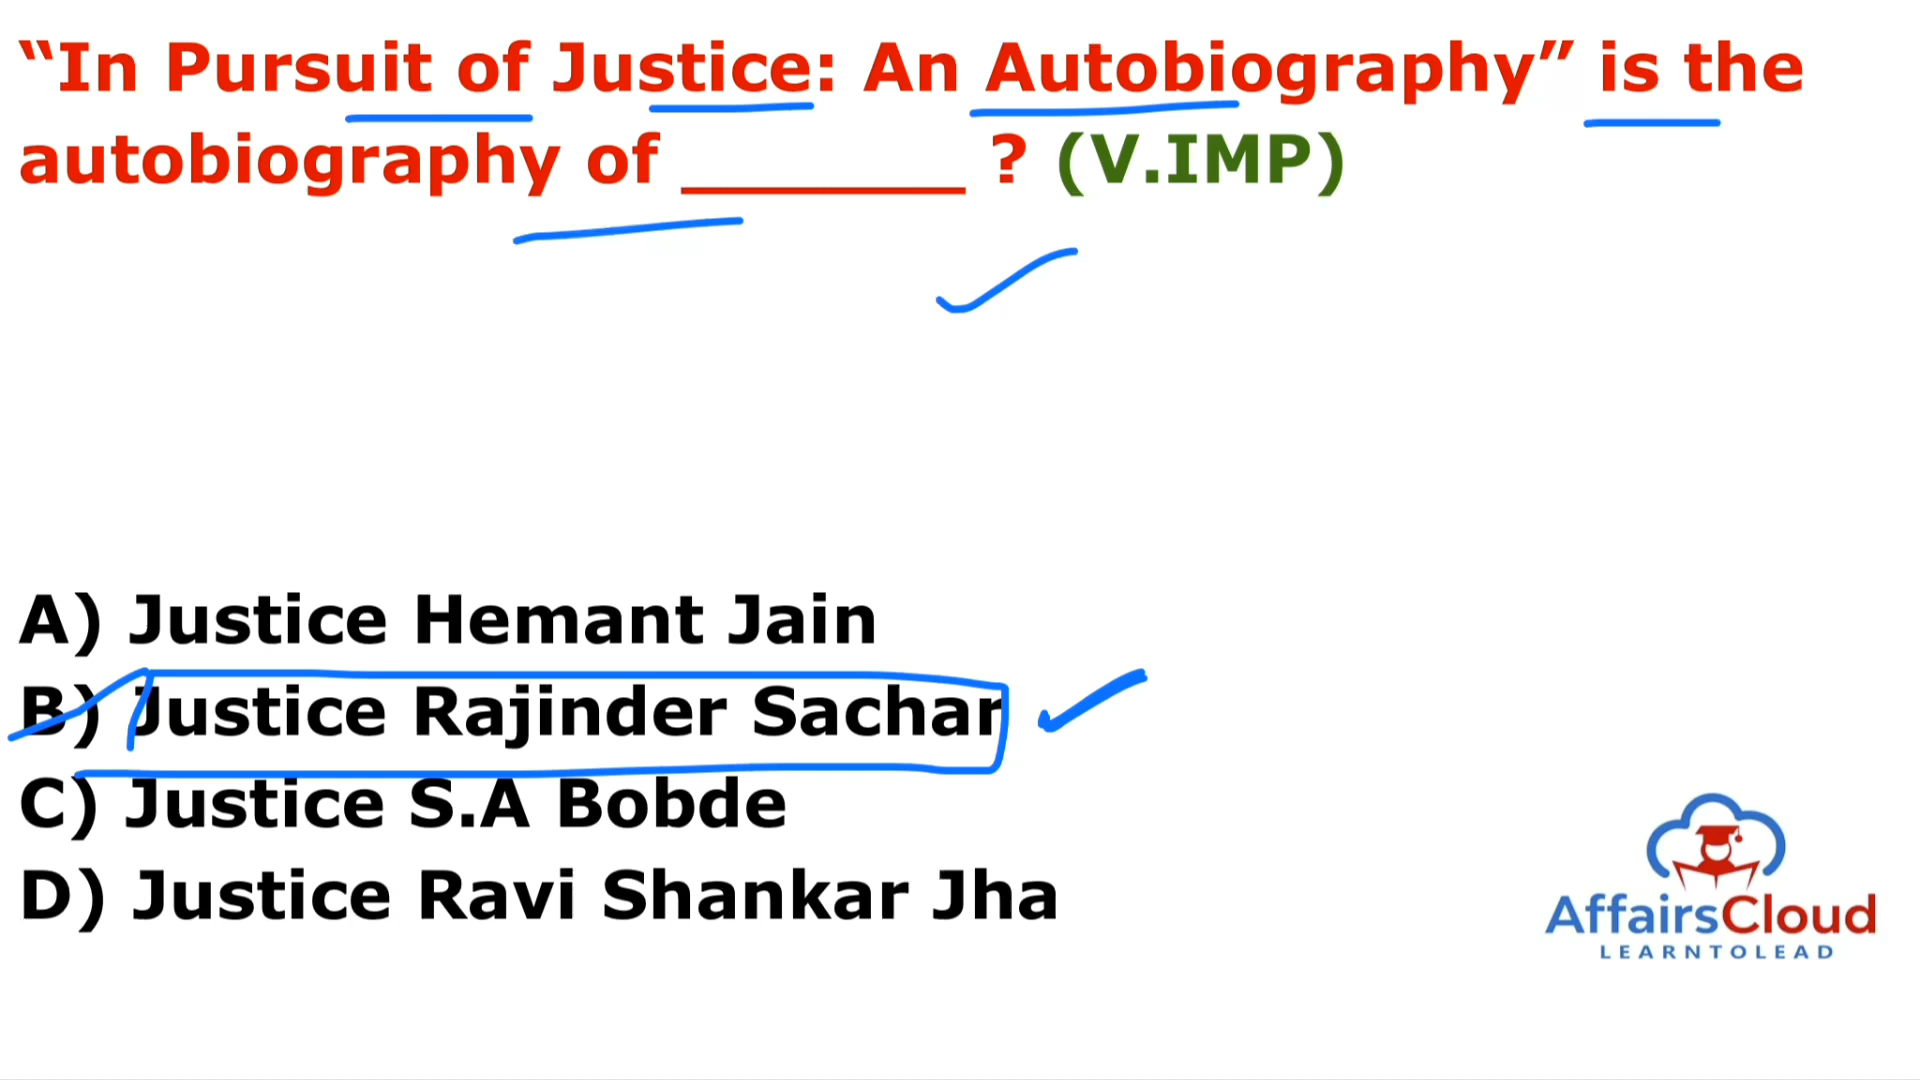 “In Pursuit of Justice: An Autobiography” is the
autobiography of ________ ? (V.IMP)
A) Justice Hemant Jain
B) Justice Rajinder Sachar
C) Justice S.A Bobde
D) Justice Ravi Shankar Jha
AffairsCloud
LEARNTOLEAD